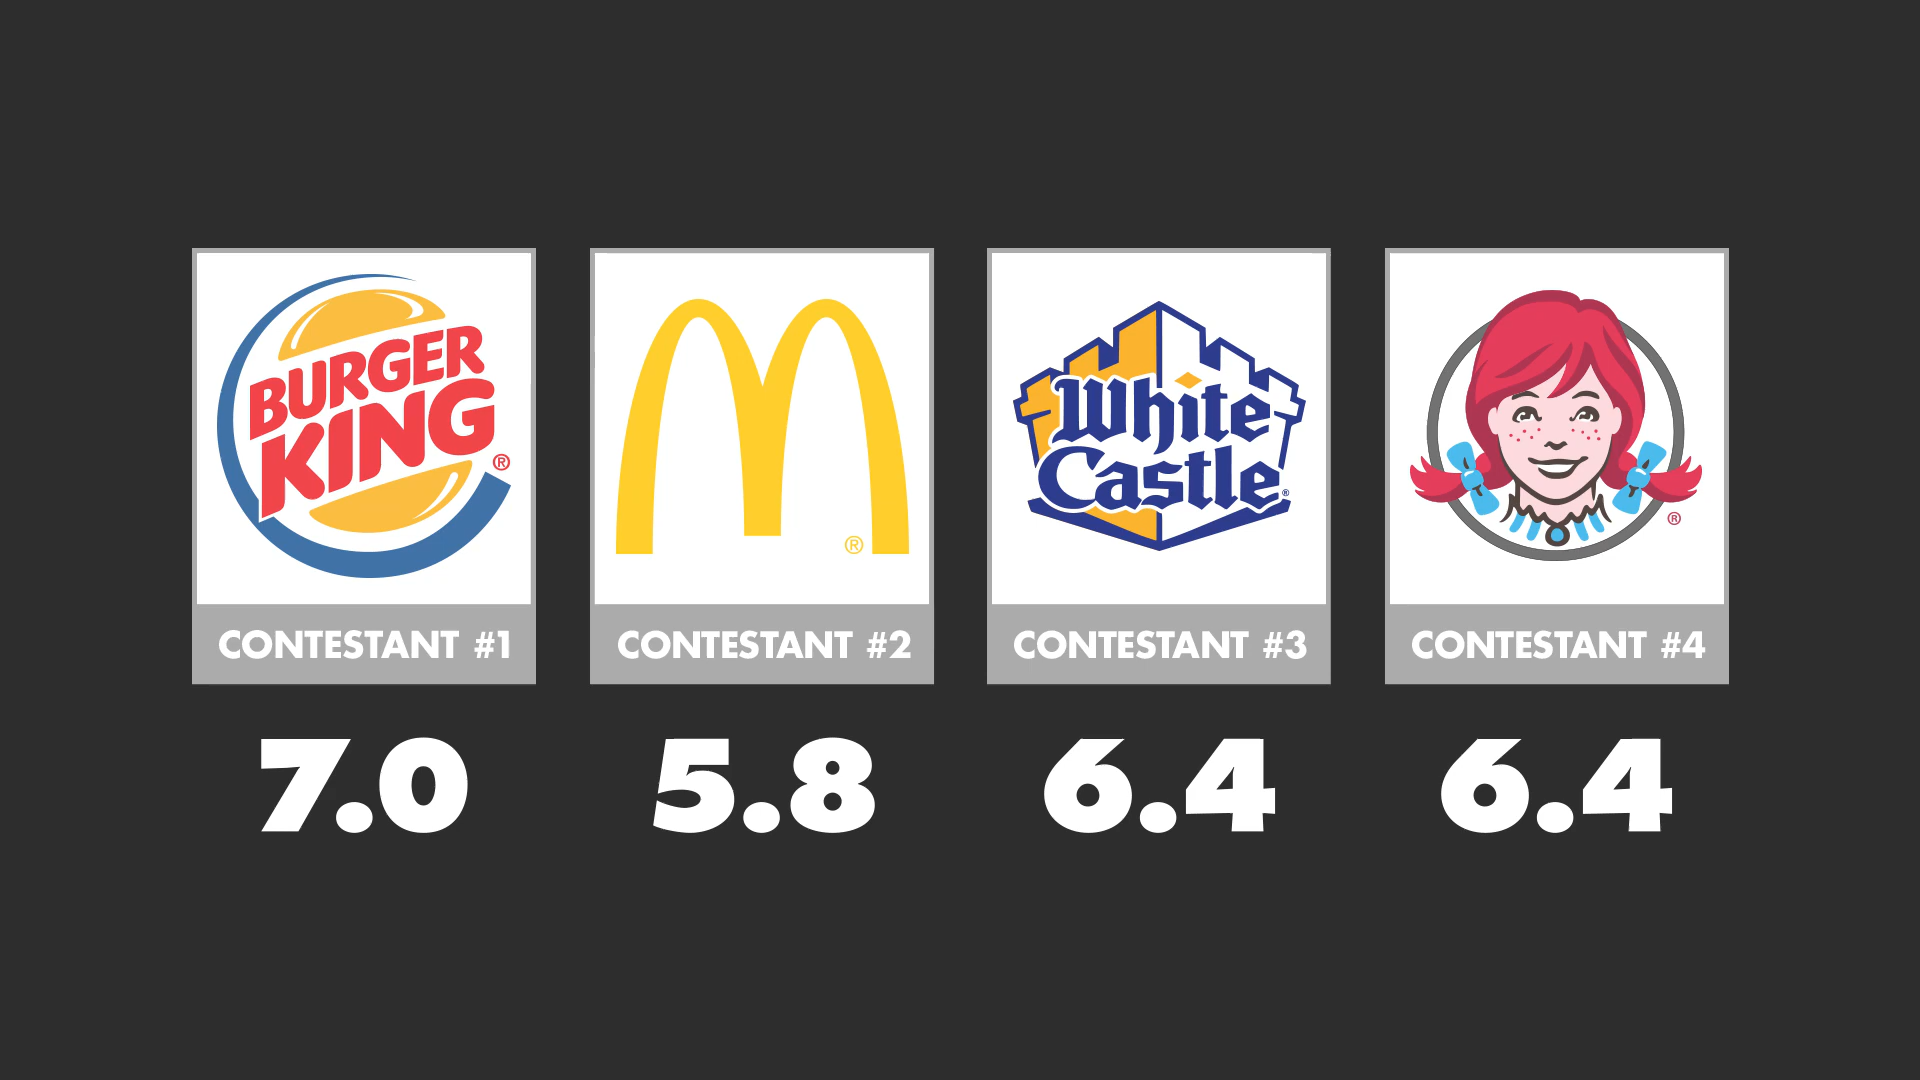 BURGER
KING
®
M
®
White
Castle
®
®
CONTESTANT #1
CONTESTANT #2
CONTESTANT #3
CONTESTANT #4
7.0
5.8
6.4
6.4